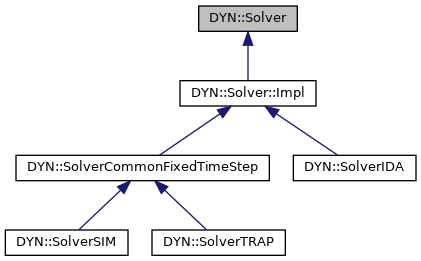 DYN::Solver
DYN::Solver::Impl
DYN::SolverCommonFixedTimeStep
DYN::SolverIDA
DYN::SolverSIM
DYN::SolverTRAP